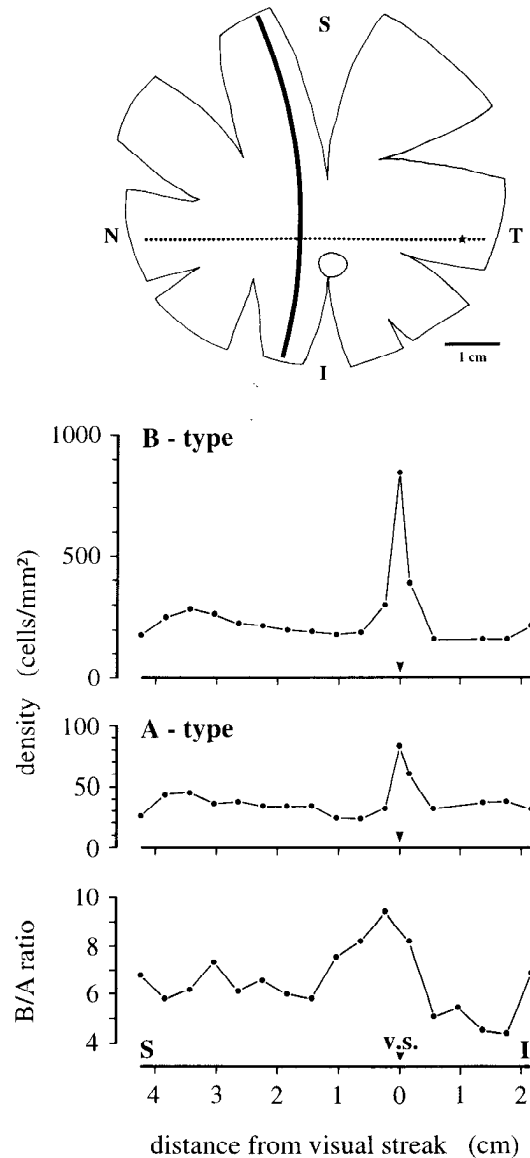 S
N
T
I
1 cm
B - type
1000
500
0
density (cells/mm²)
A - type
100
50
0
B/A ratio
10
8
6
4
S
v.s.
I
4 3 2 1 0 1 2
distance from visual streak (cm)